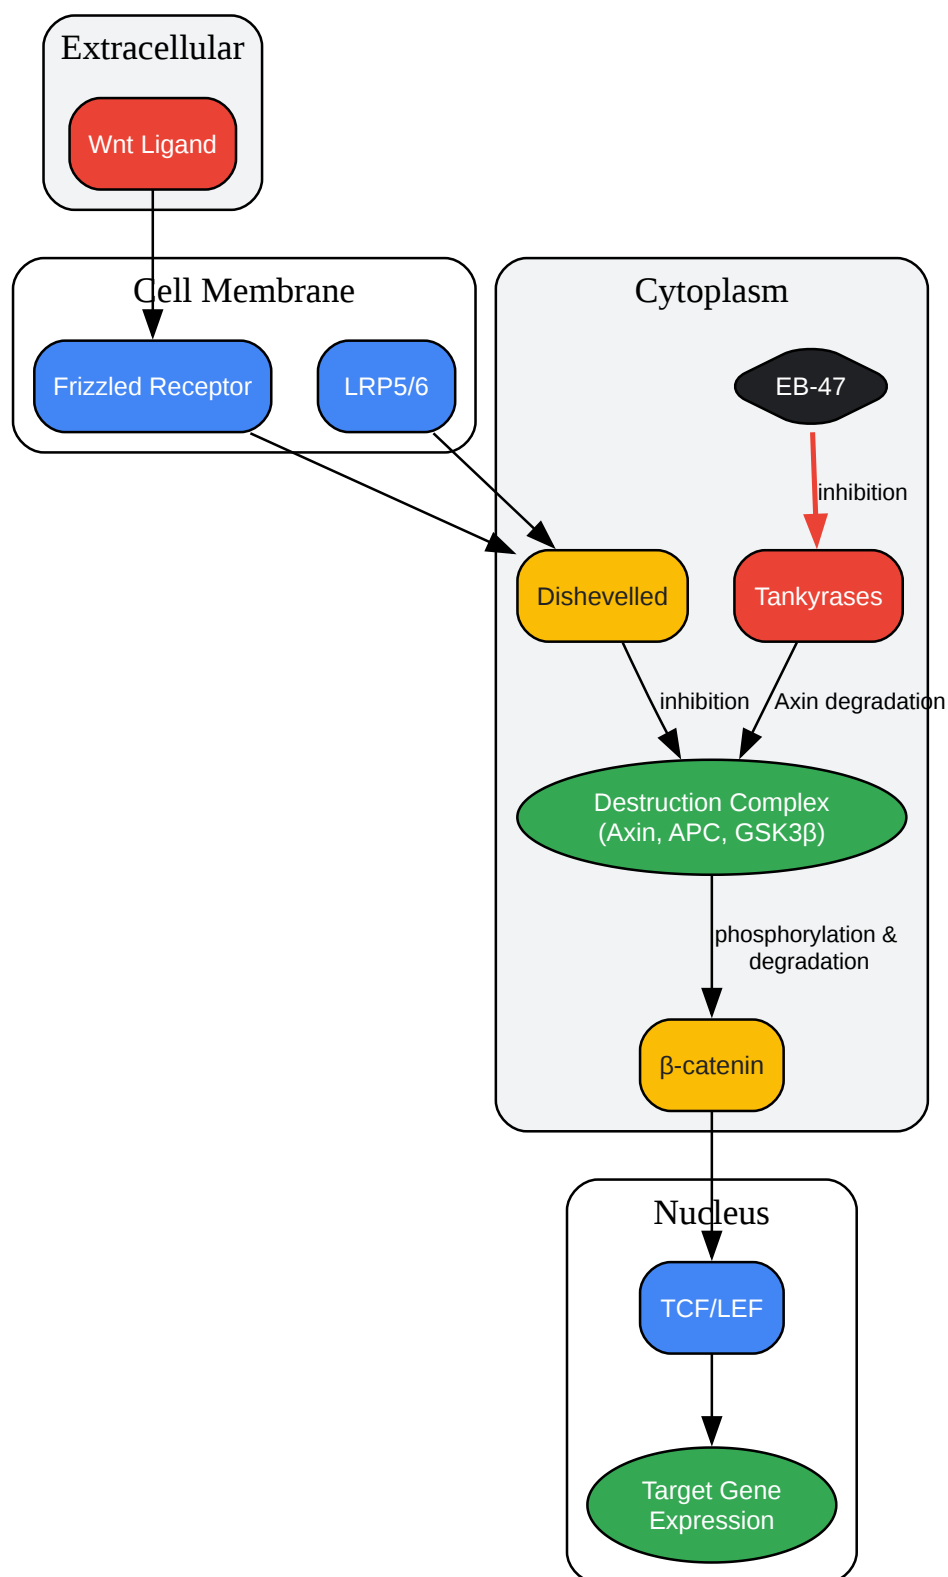 Extracellular
Wnt Ligand
Cell Membrane
Frizzled Receptor
LRP5/6
Cytoplasm
EB-47
inhibition
Dishevelled
Tankyrases
inhibition
Axin degradation
Destruction Complex
(Axin, APC, GSK3β)
phosphorylation &
degradation
β-catenin
Nucleus
TCF/LEF
Target Gene
Expression